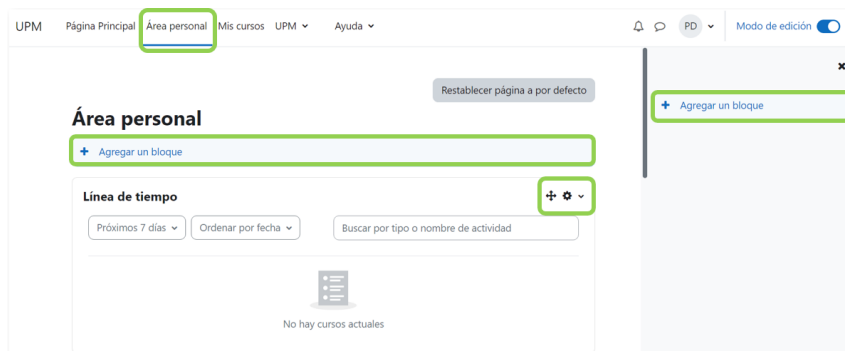 UPM Página Principal Área personal Mis cursos UPM Ayuda PD Modo de edición
Restablecer página a por defecto
Área personal
Agregar un bloque
Agregar un bloque
Línea de tiempo
Próximos 7 días Ordenar por fecha Buscar por tipo o nombre de actividad
No hay cursos actuales